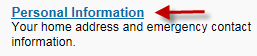 Personal Information
Your home address and emergency contact
information.